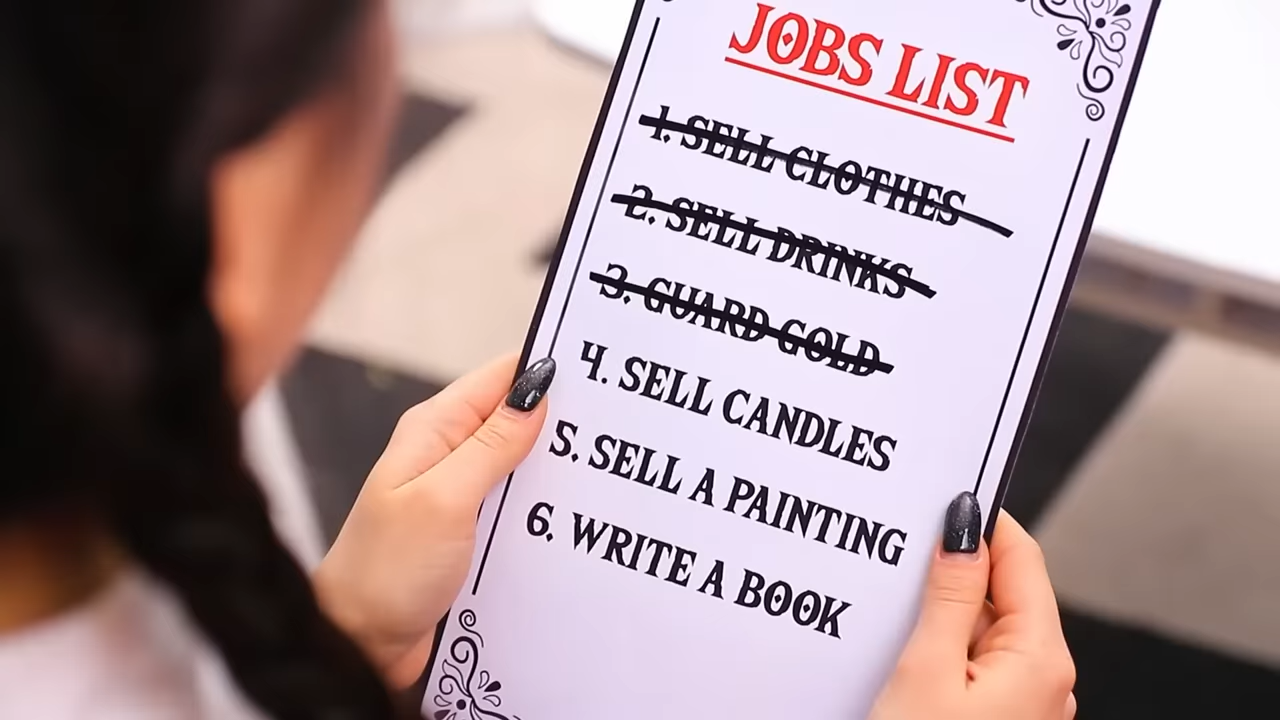 JOBS LIST
1. SELL CLOTHES
2. SELL DRINKS
3. GUARD GOLD
4. SELL CANDLES
5. SELL A PAINTING
6. WRITE A BOOK